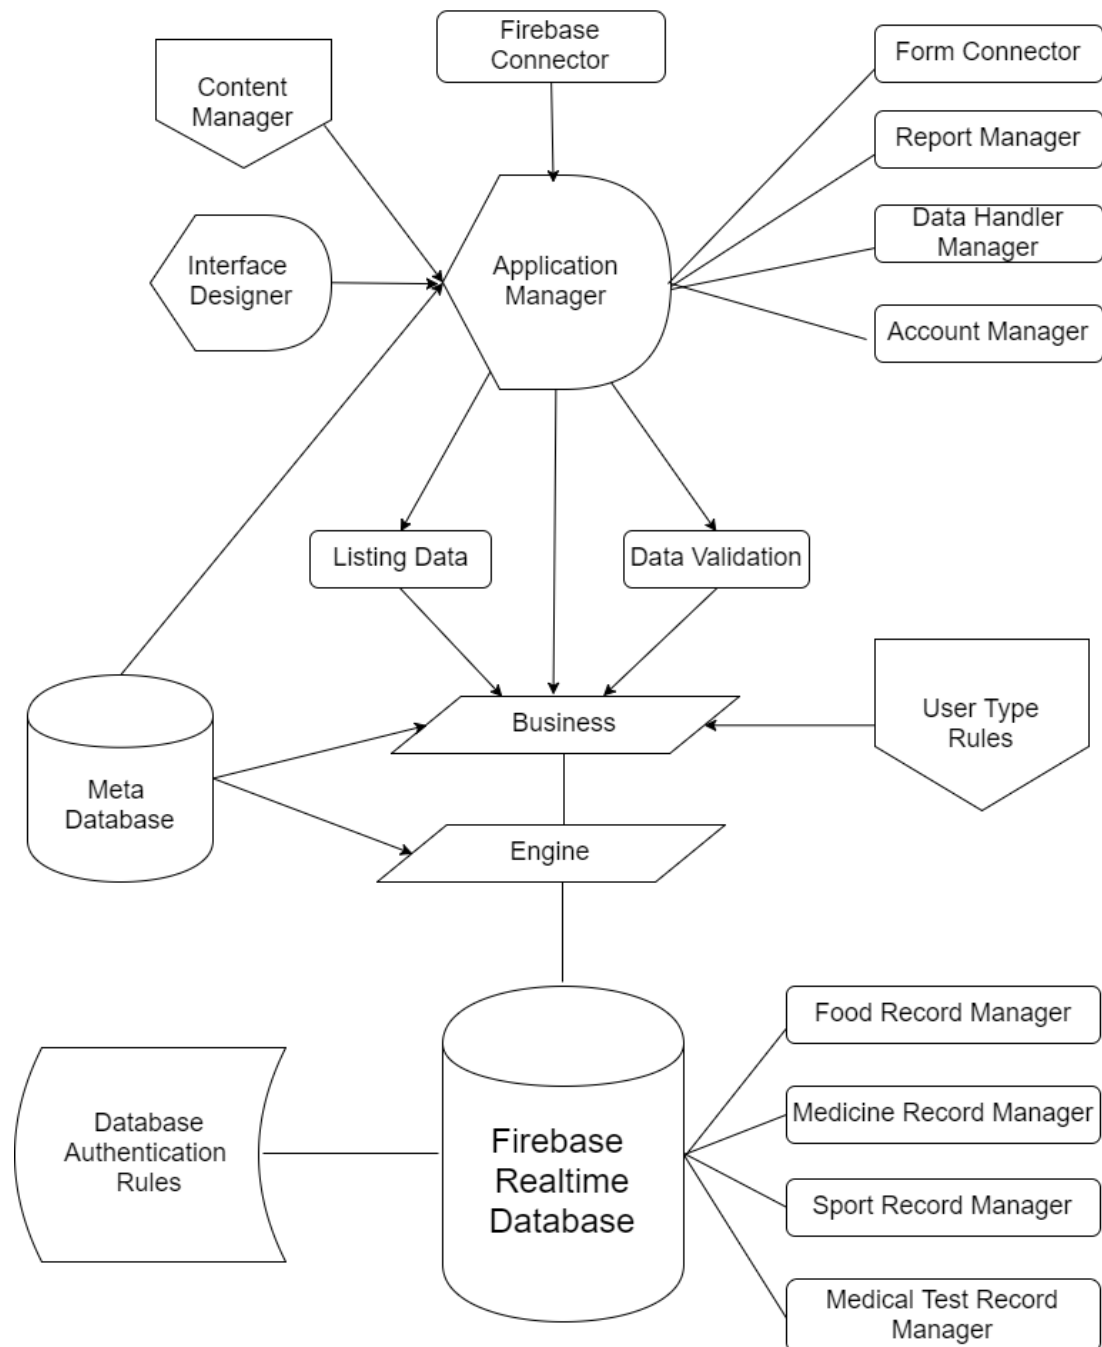 Firebase
Connector
Form Connector
Content
Manager
Report Manager
Data Handler
Manager
Interface
Designer
Application
Manager
Account Manager
Listing Data
Data Validation
Business
User Type
Rules
Meta
Database
Engine
Food Record Manager
Medicine Record Manager
Database
Authentication
Rules
Firebase
Realtime
Database
Sport Record Manager
Medical Test Record
Manager